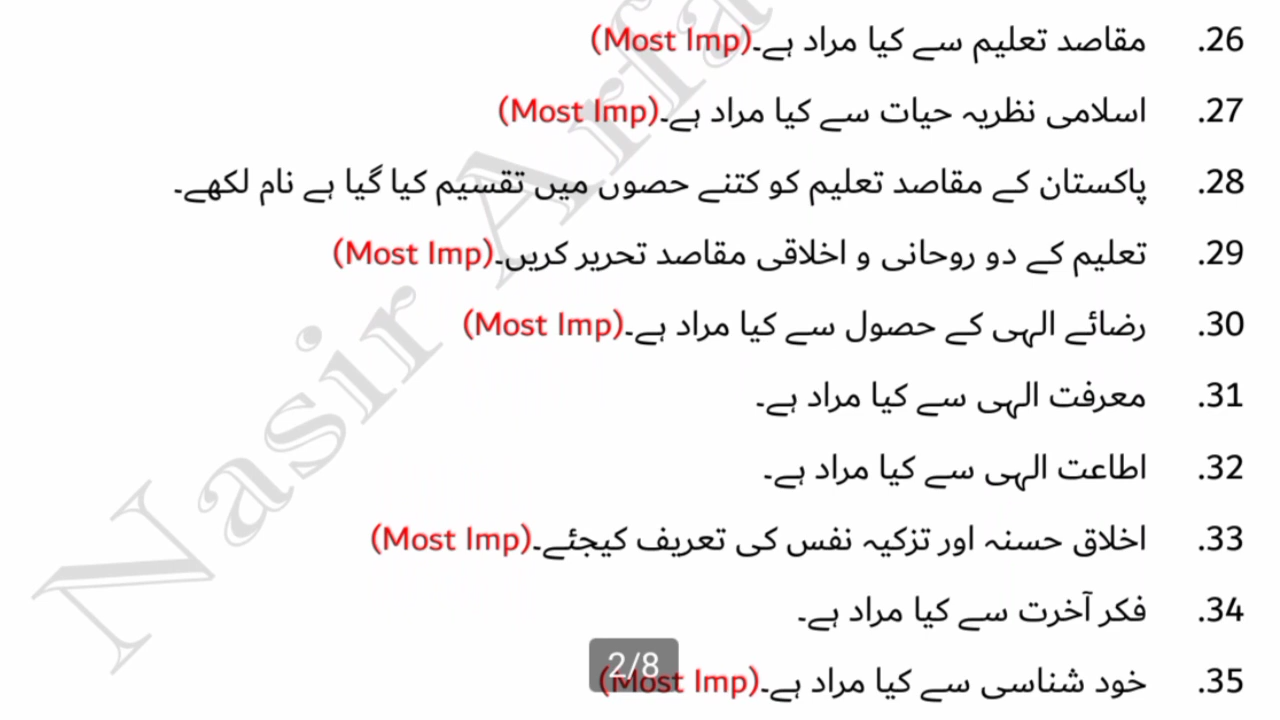 26. مقاصد تعلیم سے کیا مراد ہے۔(Most Imp)
27. اسلامی نظریہ حیات سے کیا مراد ہے۔(Most Imp)
28. پاکستان کے مقاصد تعلیم کو کتنے حصوں میں تقسیم کیا گیا ہے نام لکھے۔
29. تعلیم کے دو روحانی و اخلاقی مقاصد تحریر کریں۔(Most Imp)
30. رضائے الہی کے حصول سے کیا مراد ہے۔(Most Imp)
31. معرفت الہی سے کیا مراد ہے۔
32. اطاعت الہی سے کیا مراد ہے۔
33. اخلاق حسنہ اور تزکیہ نفس کی تعریف کیجئے۔(Most Imp)
34. فکر آخرت سے کیا مراد ہے۔
35. خود شناسی سے کیا مراد ہے۔(Most Imp)
2/8
Nasir Arfa